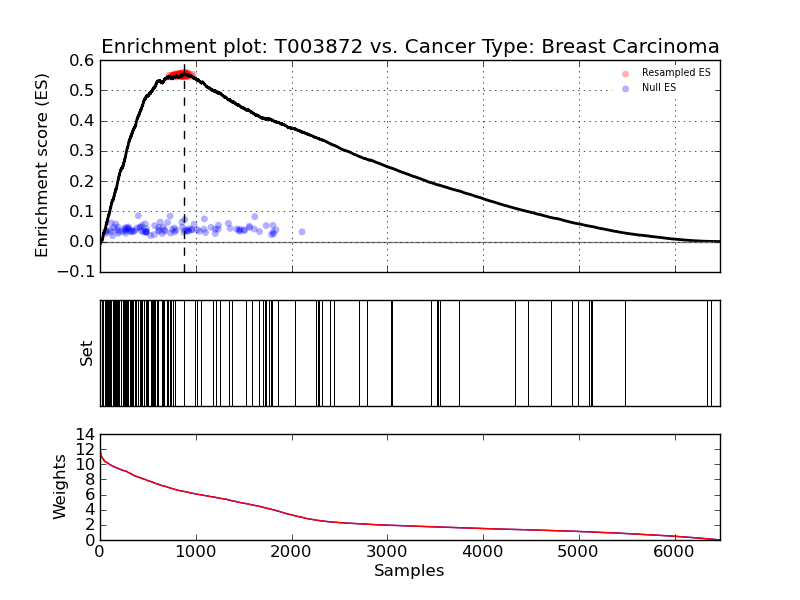 Enrichment plot: T003872 vs. Cancer Type: Breast Carcinoma
0.6
0.5
0.4
0.3
0.2
0.1
0.0
−0.1
Enrichment score (ES)
Resampled ES
Null ES
Set
14
12
10
8
6
4
2
0
Weights
0 1000 2000 3000 4000 5000 6000
Samples